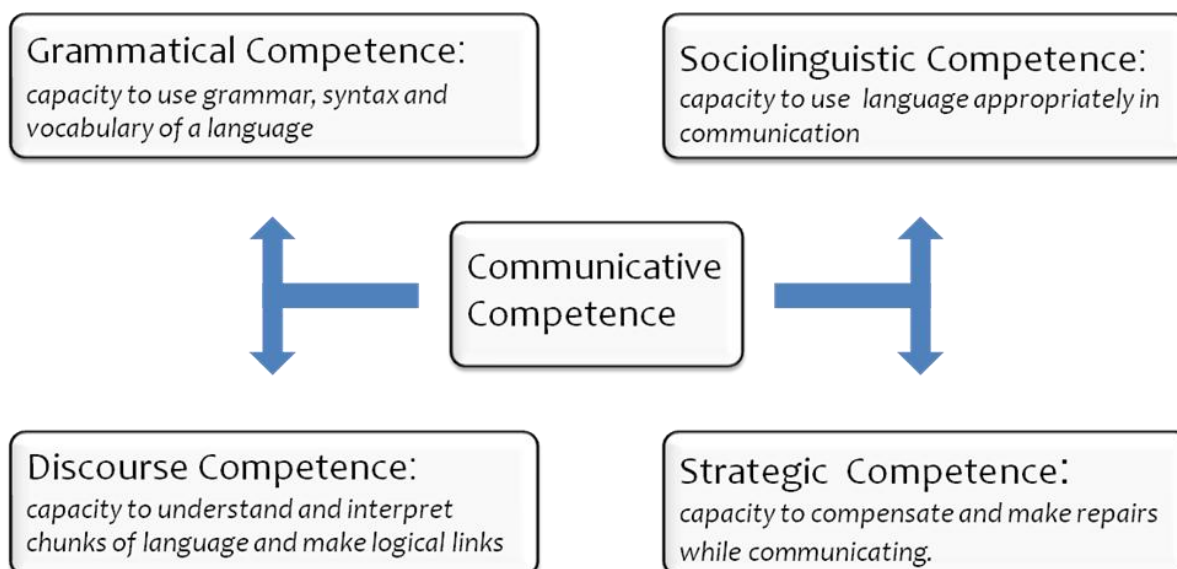 Grammatical Competence:
capacity to use grammar, syntax and
vocabulary of a language
Sociolinguistic Competence:
capacity to use language appropriately in
communication
Communicative
Competence
Discourse Competence:
capacity to understand and interpret
chunks of language and make logical links
Strategic Competence:
capacity to compensate and make repairs
while communicating.